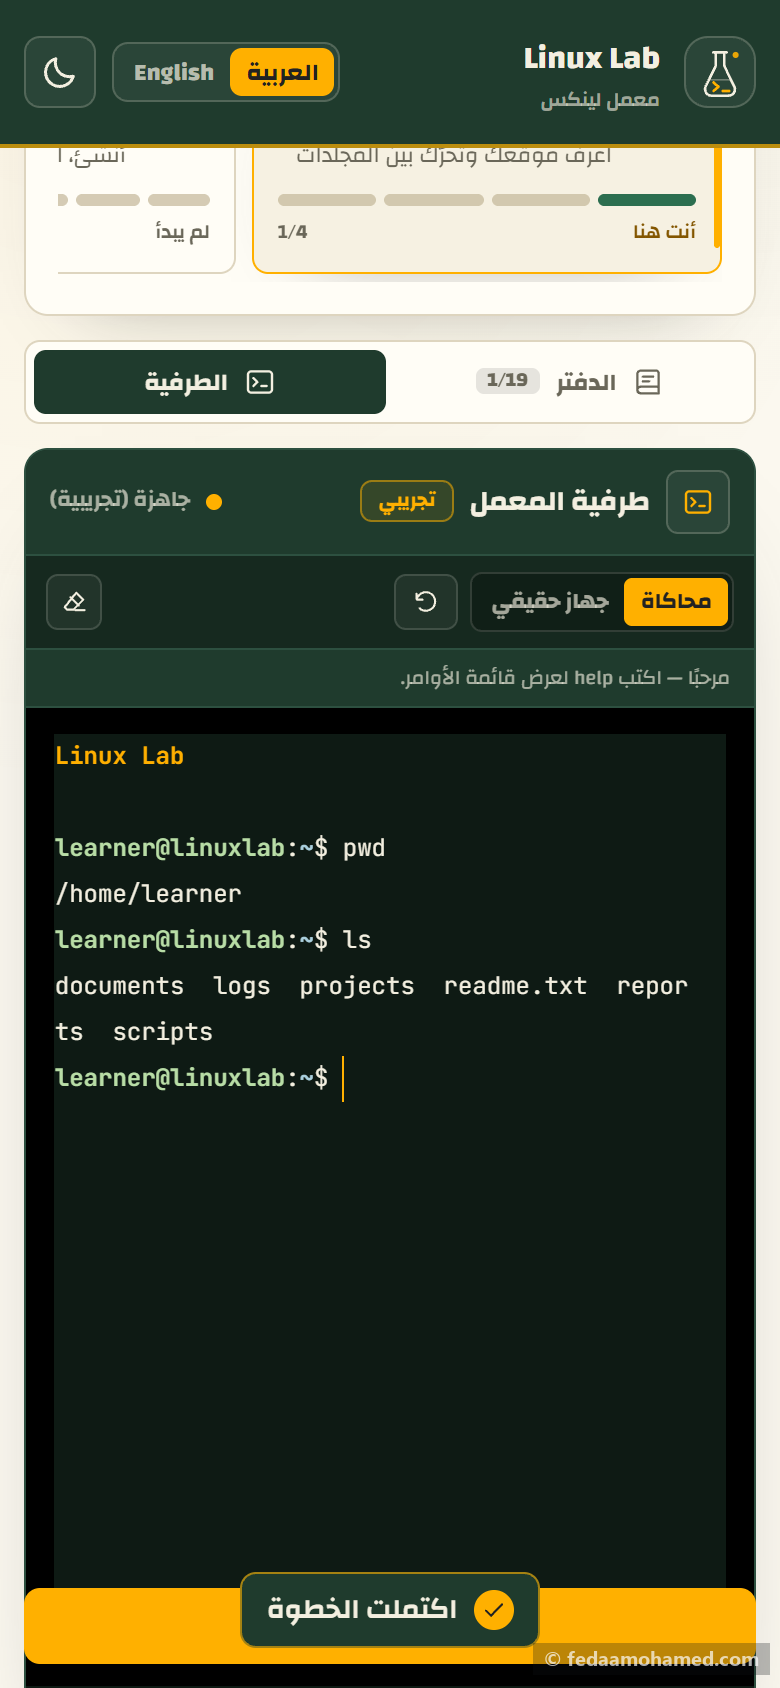 Linux Lab
معمل لينكس
العربية
English
اعرف موقعك وتحرّك بين المجلدات
أنشئ، ا
أنت هنا
1/4
لم يبدأ
الدفتر
1/19
الطرفية
طرفية المعمل
تجريبي
جاهزة (تجريبية)
محاكاة
جهاز حقيقي
مرحبًا — اكتب help لعرض قائمة الأوامر.
Linux Lab
learner@linuxlab:~$ pwd
/home/learner
learner@linuxlab:~$ ls
documents  logs  projects  readme.txt  repor
ts  scripts
learner@linuxlab:~$
اكتملت الخطوة
© fedaamohamed.com